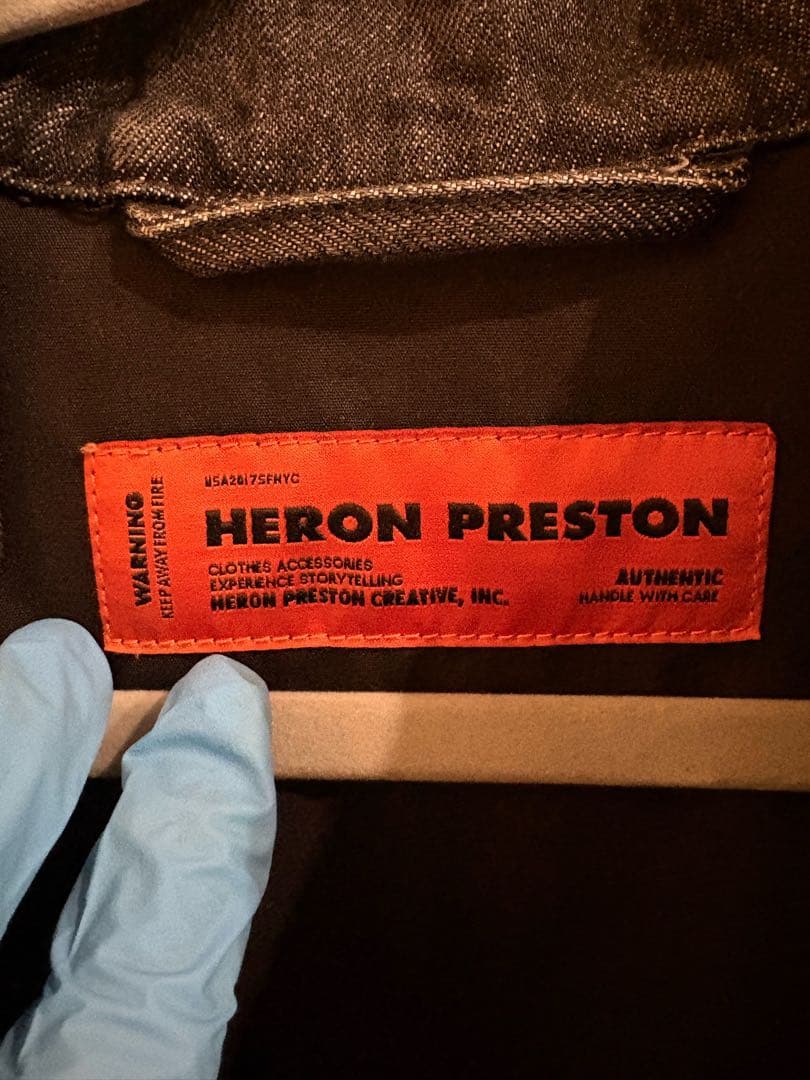 WARNING
KEEP AWAY FROM FIRE
USA2017SFNYC
HERON PRESTON
CLOTHES ACCESSORIES
EXPERIENCE STORYTELLING
HERON PRESTON CREATIVE, INC.
AUTHENTIC
HANDLE WITH CARE